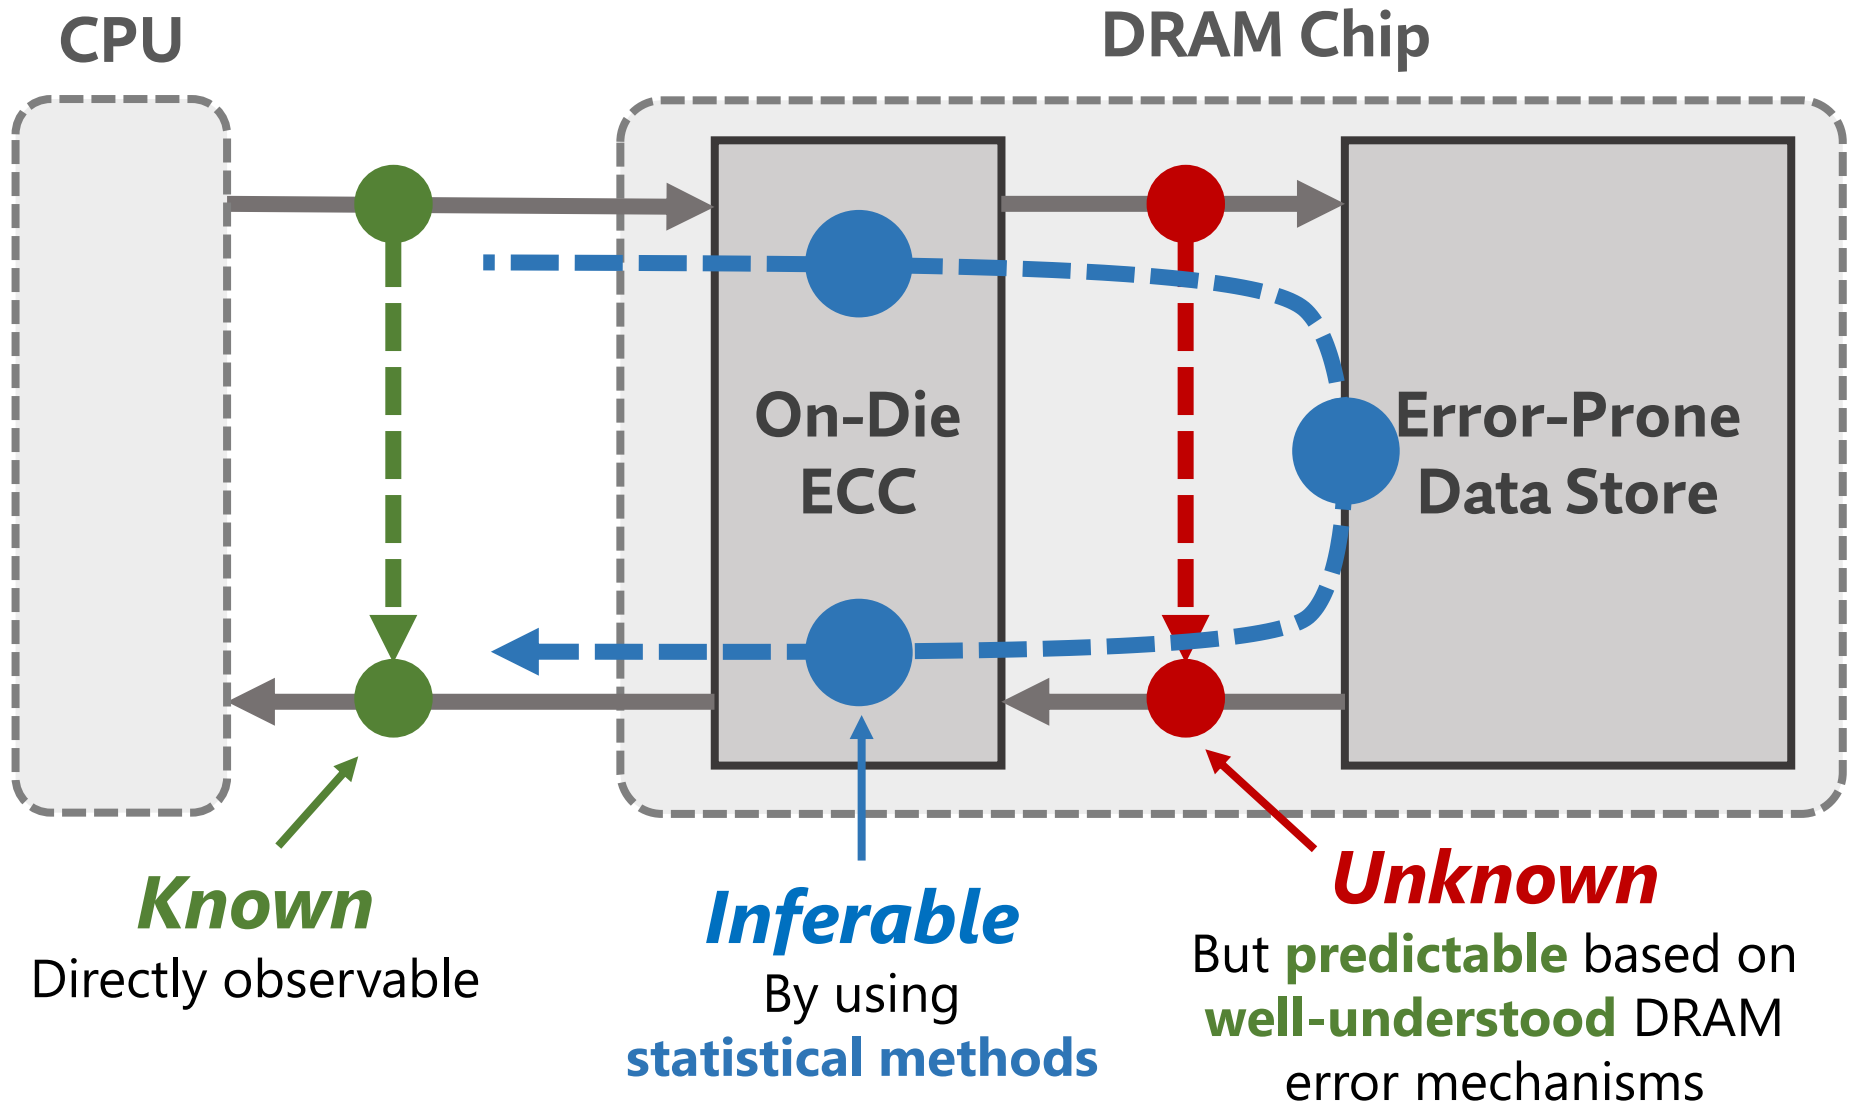 CPU
DRAM Chip
On-Die
ECC
Error-Prone
Data Store
Known
Directly observable
Inferable
By using
statistical methods
Unknown
But predictable based on
well-understood DRAM
error mechanisms